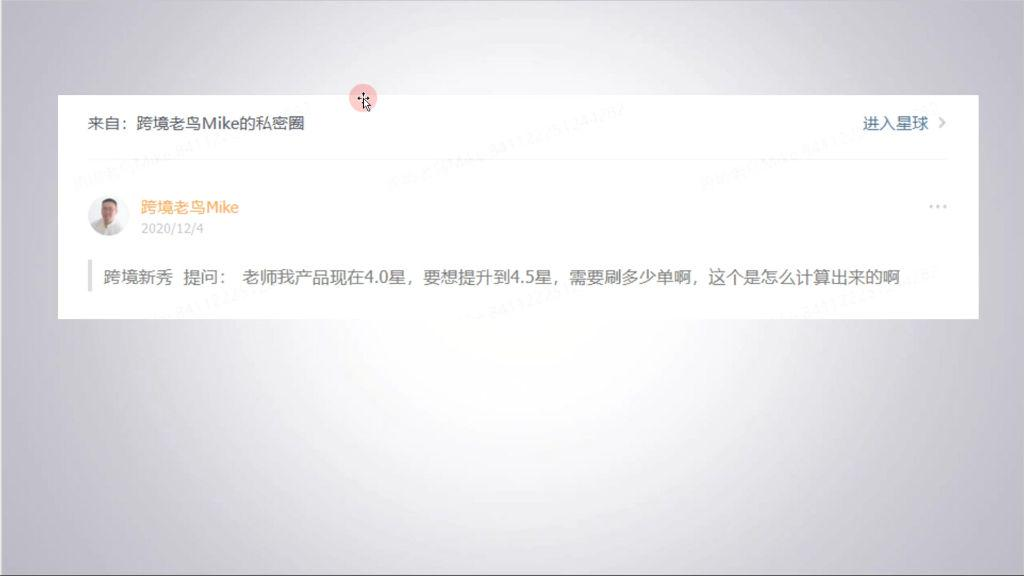 来自：跨境老鸟Mike的私密圈
进入星球
跨境老鸟Mike
2020/12/4
跨境新秀 提问： 老师我产品现在4.0星，要想提升到4.5星，需要刷多少单啊，这个是怎么计算出来的啊